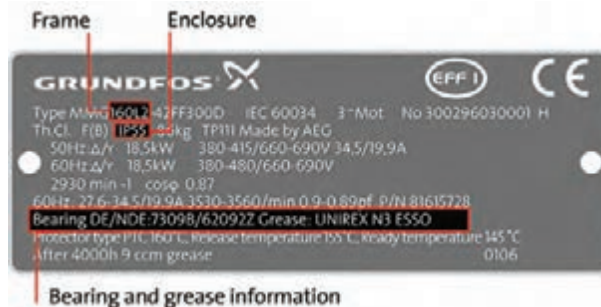 Frame Enclosure
GRUNDFOS EFF 1 CE
Type MMG160L2-42FF300D IEC 60034 3~Mot No 300296030001 H
Th.Cl. F(B) IP55 kg TP111 Made by AEG
50Hz:Δ/Y 18,5kW 380-415/660-690V 34,5/19,9A
60Hz:Δ/Y 18,5kW 380-480/660-690V
2930 min -1 cosφ 0.87
60Hz, 27.6-34.5/19.9A 3530-3560/min 0.9-0.89pf P/N 81615728
Bearing DE/NDE:7309B/62092Z Grease: UNIREX N3 ESSO
Protector type PTC 160°C, Release temperature 155°C, Ready temperature 145 °C
After 4000h 9 ccm grease 0106
Bearing and grease information